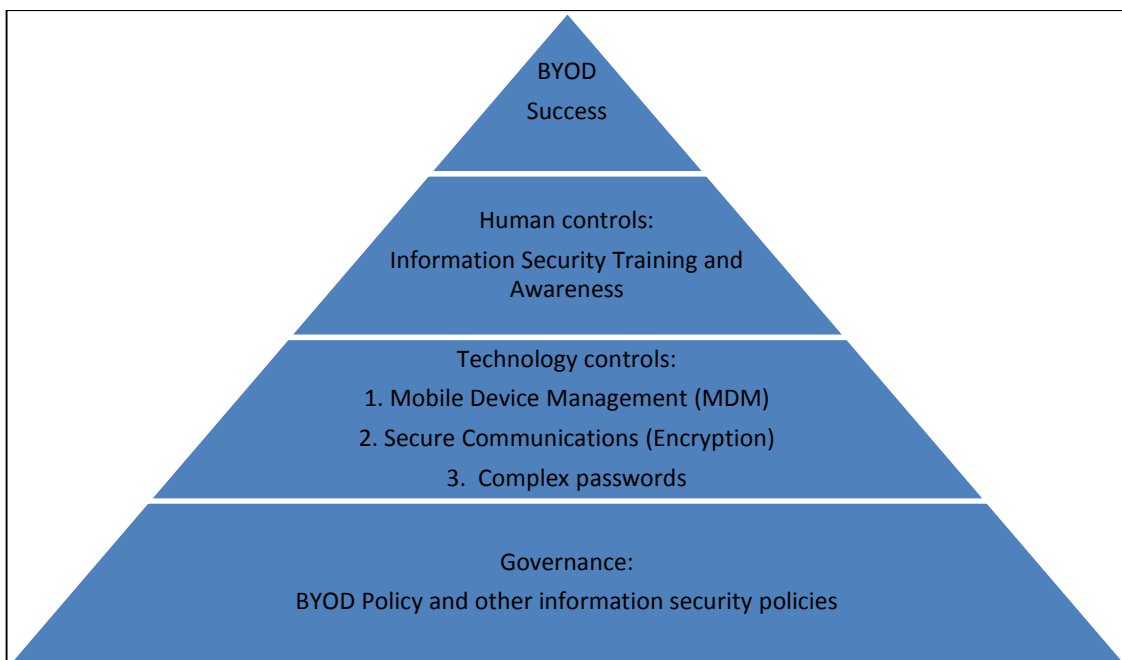 BYOD
Success
Human controls:
Information Security Training and
Awareness
Technology controls:
1. Mobile Device Management (MDM)
2. Secure Communications (Encryption)
3.  Complex passwords
Governance:
BYOD Policy and other information security policies